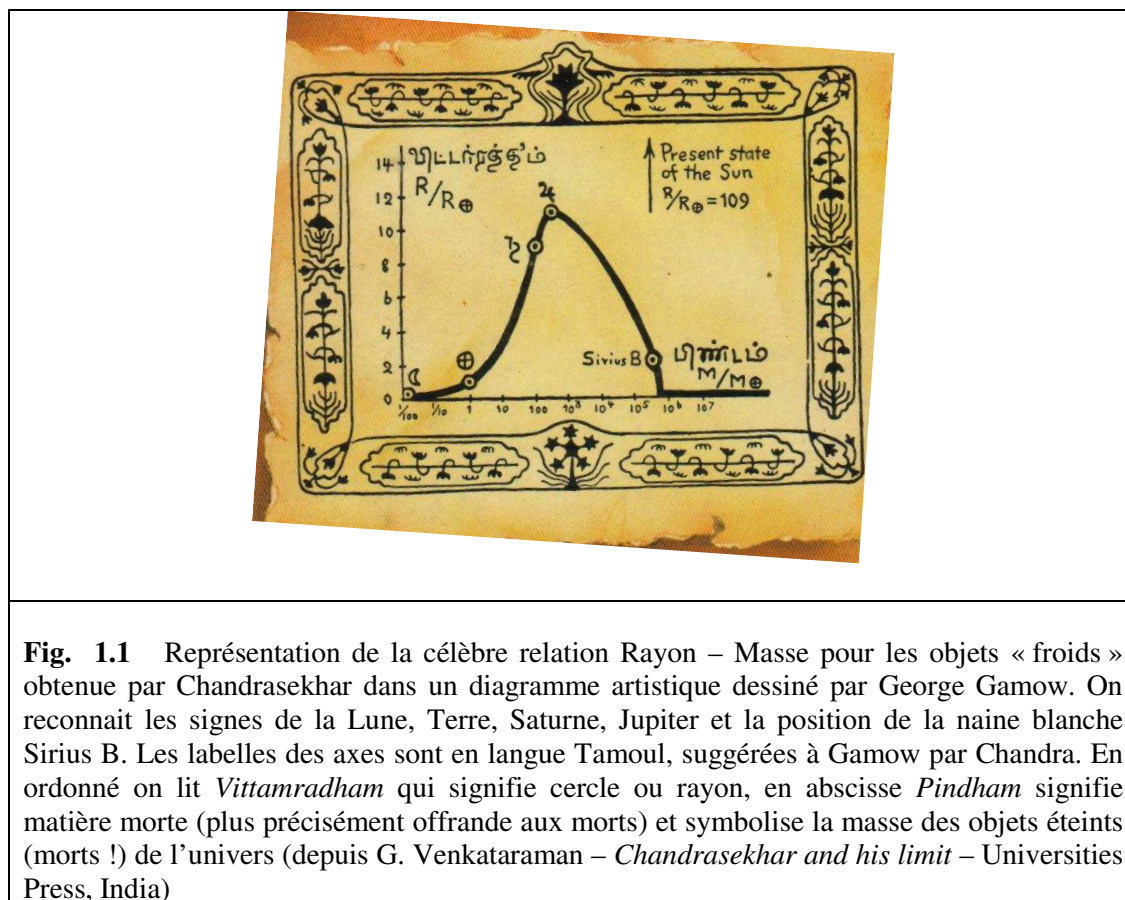 14
R/R⊕
12
10
8
6
4
2
0
♃
♄
⊕
☾
↑ Present state
of the Sun
R/R⊕ = 109
Sirius B
பிண்டம்
M/M⊕
1/100 1/10 1 10 100 10³ 10⁴ 10⁵ 10⁶ 10⁷
Fig. 1.1 Représentation de la célèbre relation Rayon – Masse pour les objets « froids »
obtenue par Chandrasekhar dans un diagramme artistique dessiné par George Gamow. On
reconnait les signes de la Lune, Terre, Saturne, Jupiter et la position de la naine blanche
Sirius B. Les labelles des axes sont en langue Tamoul, suggérées à Gamow par Chandra. En
ordonné on lit Vittamradham qui signifie cercle ou rayon, en abscisse Pindham signifie
matière morte (plus précisément offrande aux morts) et symbolise la masse des objets éteints
(morts !) de l’univers (depuis G. Venkataraman – Chandrasekhar and his limit – Universities
Press, India)